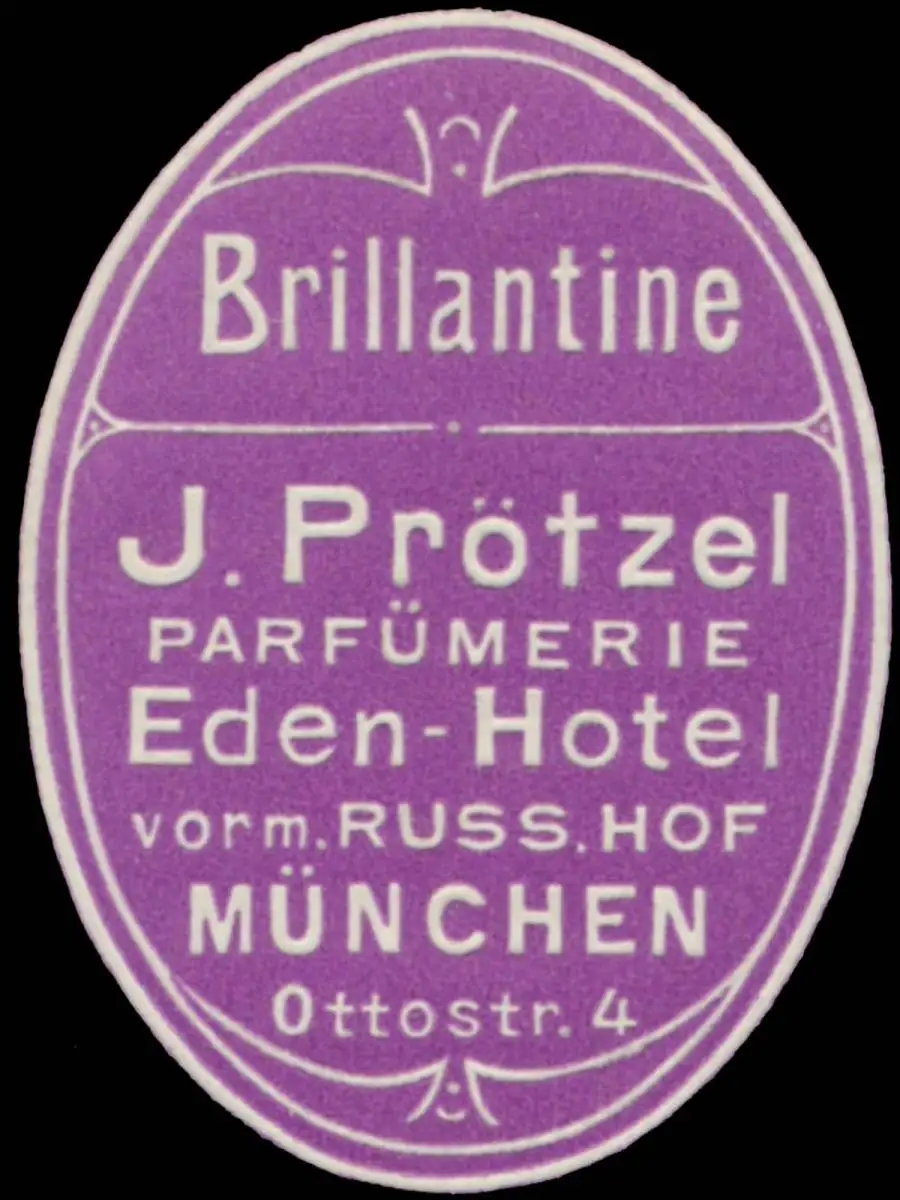 Brillantine
J. Prötzel
PARFÜMERIE
Eden-Hotel
vorm. RUSS. HOF
MÜNCHEN
Ottostr. 4